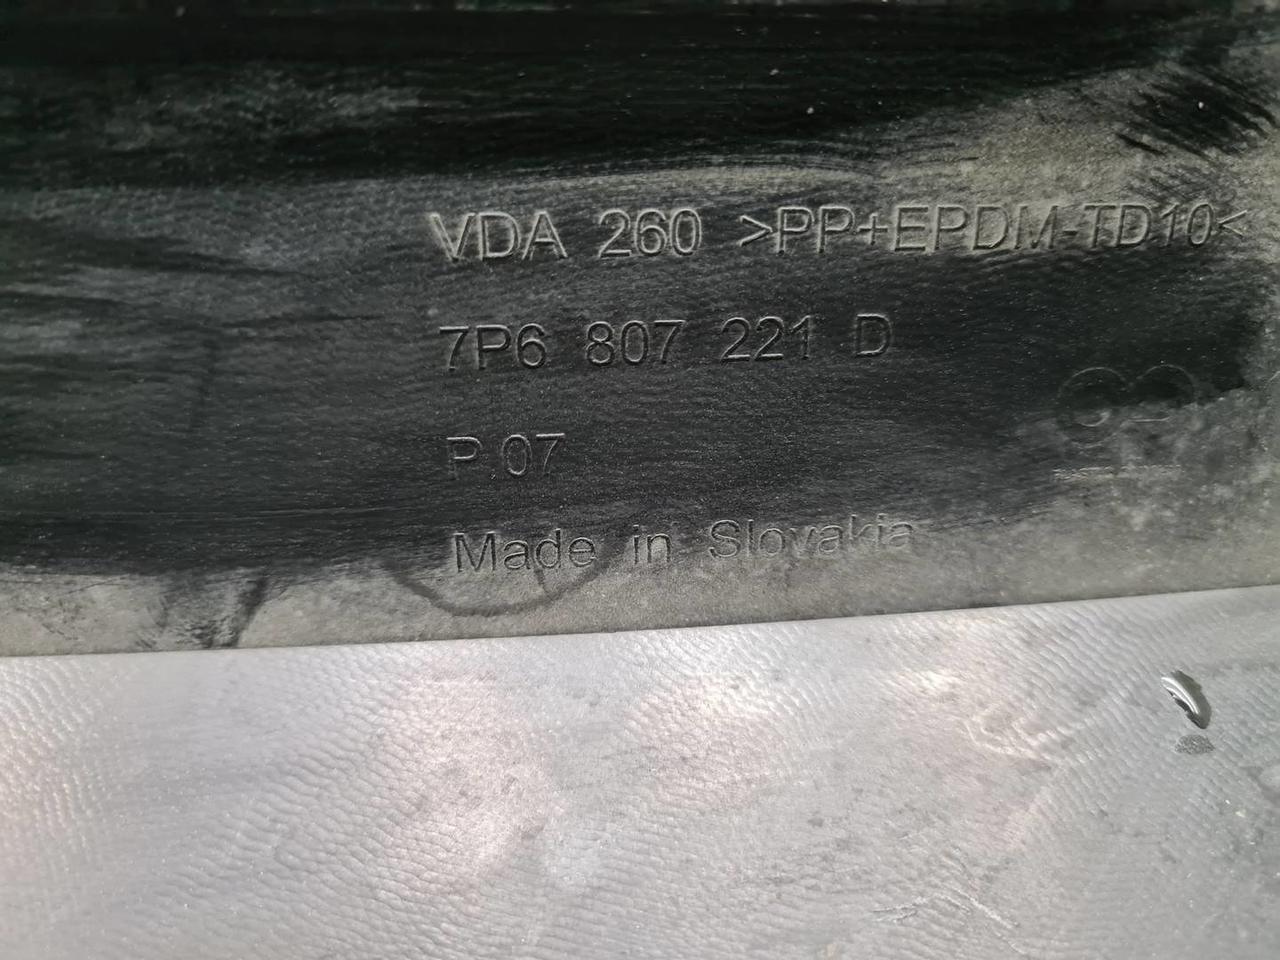 VDA 260 >PP+EPDM-TD10<
7P6 807 221 D
P 07
Made in Slovakia